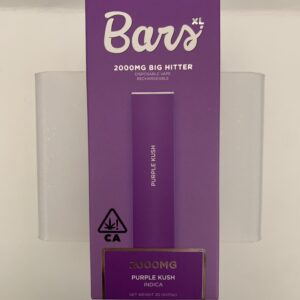 Bars XL
2000MG BIG HITTER
DISPOSABLE VAPE
RECHARGEABLE
PURPLE KUSH
!
CA
2000MG
PURPLE KUSH
INDICA